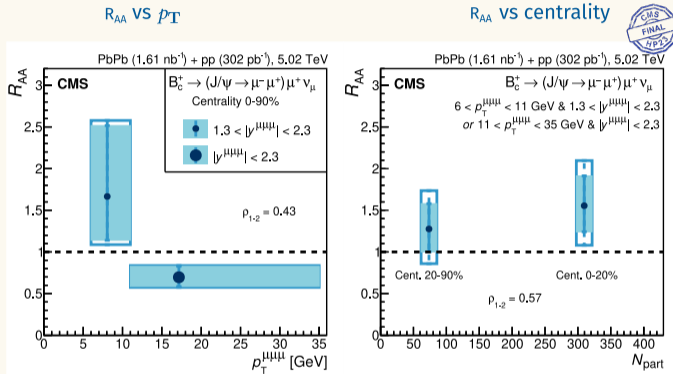 R_AA vs p_T
R_AA vs centrality
CMS
FINAL
HP23
PbPb (1.61 nb⁻¹) + pp (302 pb⁻¹), 5.02 TeV
R_AA
CMS
B_c⁺ → (J/ψ → μ⁻ μ⁺) μ⁺ ν_μ
Centrality 0-90%
1.3 < |y^μμμ| < 2.3
|y^μμμ| < 2.3
ρ_1-2 = 0.43
3
2.5
2
1.5
1
0.5
0
0 5 10 15 20 25 30 35
p_T^μμμ [GeV]
PbPb (1.61 nb⁻¹) + pp (302 pb⁻¹), 5.02 TeV
R_AA
CMS
B_c⁺ → (J/ψ → μ⁻ μ⁺) μ⁺ ν_μ
6 < p_T^μμμ < 11 GeV & 1.3 < |y^μμμ| < 2.3
or 11 < p_T^μμμ < 35 GeV & |y^μμμ| < 2.3
Cent. 20-90%
Cent. 0-20%
ρ_1-2 = 0.57
3
2.5
2
1.5
1
0.5
0
0 50 100 150 200 250 300 350 400
N_part